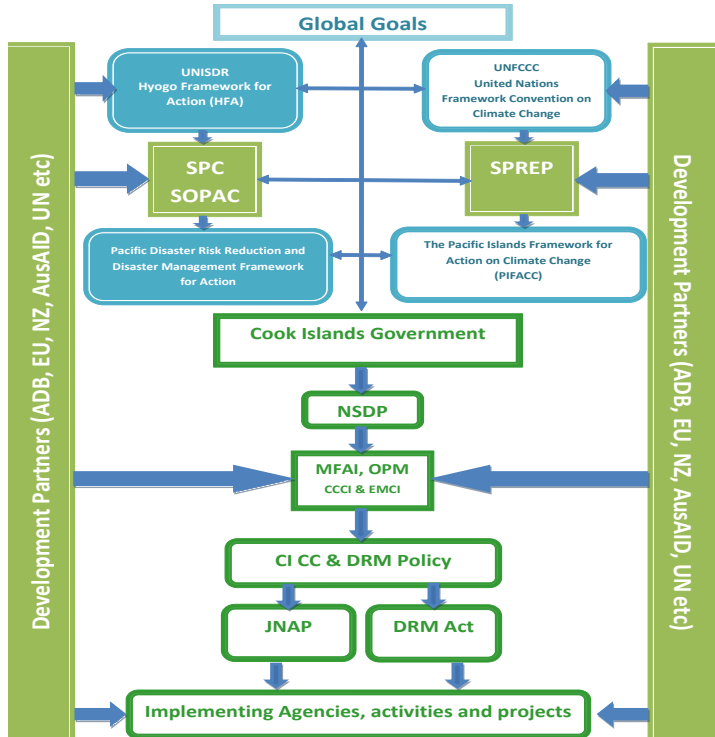 Global Goals
Development Partners (ADB, EU, NZ, AusAID, UN etc)
UNISDR
Hyogo Framework for
Action (HFA)
UNFCCC
United Nations
Framework Convention on
Climate Change
SPC
SOPAC
SPREP
Pacific Disaster Risk Reduction and
Disaster Management Framework
for Action
The Pacific Islands Framework for
Action on Climate Change
(PIFACC)
Development Partners (ADB, EU, NZ, AusAID, UN etc)
Cook Islands Government
NSDP
MFAI, OPM
CCCI & EMCI
CI CC & DRM Policy
JNAP
DRM Act
Implementing Agencies, activities and projects